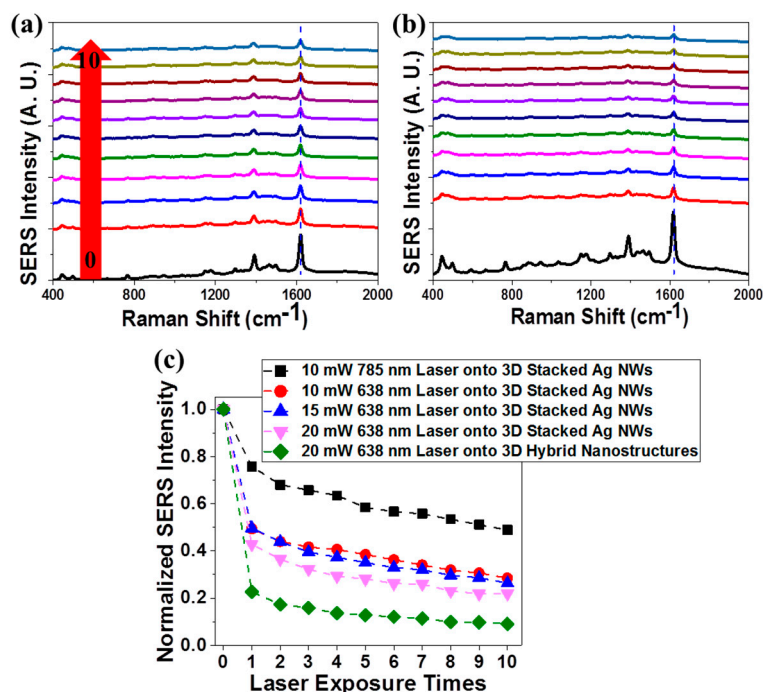 (a)
10
0
SERS Intensity (A. U.)
400 800 1200 1600 2000
Raman Shift (cm-1)
(b)
SERS Intensity (A. U.)
400 800 1200 1600 2000
Raman Shift (cm-1)
(c)
10 mW 785 nm Laser onto 3D Stacked Ag NWs
10 mW 638 nm Laser onto 3D Stacked Ag NWs
15 mW 638 nm Laser onto 3D Stacked Ag NWs
20 mW 638 nm Laser onto 3D Stacked Ag NWs
20 mW 638 nm Laser onto 3D Hybrid Nanostructures
Normalized SERS Intensity
1.0
0.8
0.6
0.4
0.2
0.0
0 1 2 3 4 5 6 7 8 9 10
Laser Exposure Times